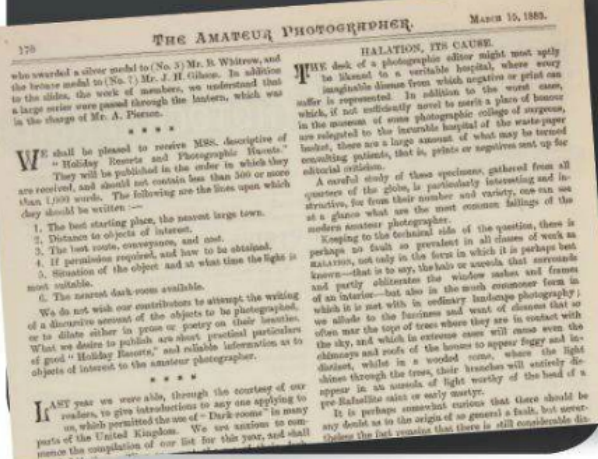 170
THE AMATEUR PHOTOGRAPHER.
MARCH 15, 1889.
who awarded a silver medal to (No. 3) Mr. B. Whitrow, and
the bronze medal to (No. 7) Mr. J. H. Gibson. In addition
to the slides, the work of members, we understand that
a large series were passed through the lantern, which was
in the charge of Mr. A. Pierson.
* * * *
WE shall be pleased to receive MSS. descriptive of
"Holiday Resorts and Photographic Haunts."
They will be published in the order in which they
are received, and should not contain less than 500 or more
than 1,000 words. The following are the lines upon which
they should be written :—
1. The best starting place, the nearest large town.
2. Distance to objects of interest.
3. The best route, conveyance, and cost.
4. If permission required, and how to be obtained.
5. Situation of the object and at what time the light is
most suitable.
6. The nearest dark-room available.
We do not wish our contributors to attempt the writing
of a discursive account of the objects to be photographed,
or to dilate either in prose or poetry on their beauties.
What we desire to publish are short practical particulars
of good "Holiday Resorts," and reliable information as to
objects of interest to the amateur photographer.
* * * *
LAST year we were able, through the courtesy of our
readers, to give introductions to any one applying to
us, which permitted the use of "Dark-rooms" in many
parts of the United Kingdom. We are anxious to com-
mence the compilation of our list for this year, and shall
HALATION, ITS CAUSE.
THE desk of a photographic editor might most aptly
be likened to a veritable hospital, where every
imaginable disease from which negative or print can
suffer is represented. In addition to the worst cases,
which, if not sufficiently novel to merit a place of honour
in the museum of some photographic college of surgeons,
are relegated to the incurable hospital of the waste-paper
basket, there are a large amount of what may be termed
consulting patients, that is, prints or negatives sent up for
editorial criticism.
A careful study of these specimens, gathered from all
quarters of the globe, is particularly interesting and in-
structive, for from their number and variety, one can see
at a glance what are the most common failings of the
modern amateur photographer.
Keeping to the technical side of the question, there is
perhaps no fault so prevalent in all classes of work as
HALATION, not only in the form in which it is perhaps best
known—that is to say, the halo or aureola that surrounds
and partly obliterates the window sashes and frames
of an interior—but also in the much commoner form in
which it is met with in ordinary landscape photography;
we allude to the fuzziness and want of cleanness that so
often mar the tops of trees where they are in contact with
the sky, and which in extreme cases will cause even the
chimneys and roofs of the houses to appear foggy and in-
distinct, whilst in a wooded scene, where the light
shines through the trees, their branches will entirely dis-
appear in an aureola of light worthy of the head of a
pre-Rafaelite saint or early martyr.
It is perhaps somewhat curious that there should be
any doubt as to the origin of so general a fault, but never-
theless the fact remains that there is still considerable dis-